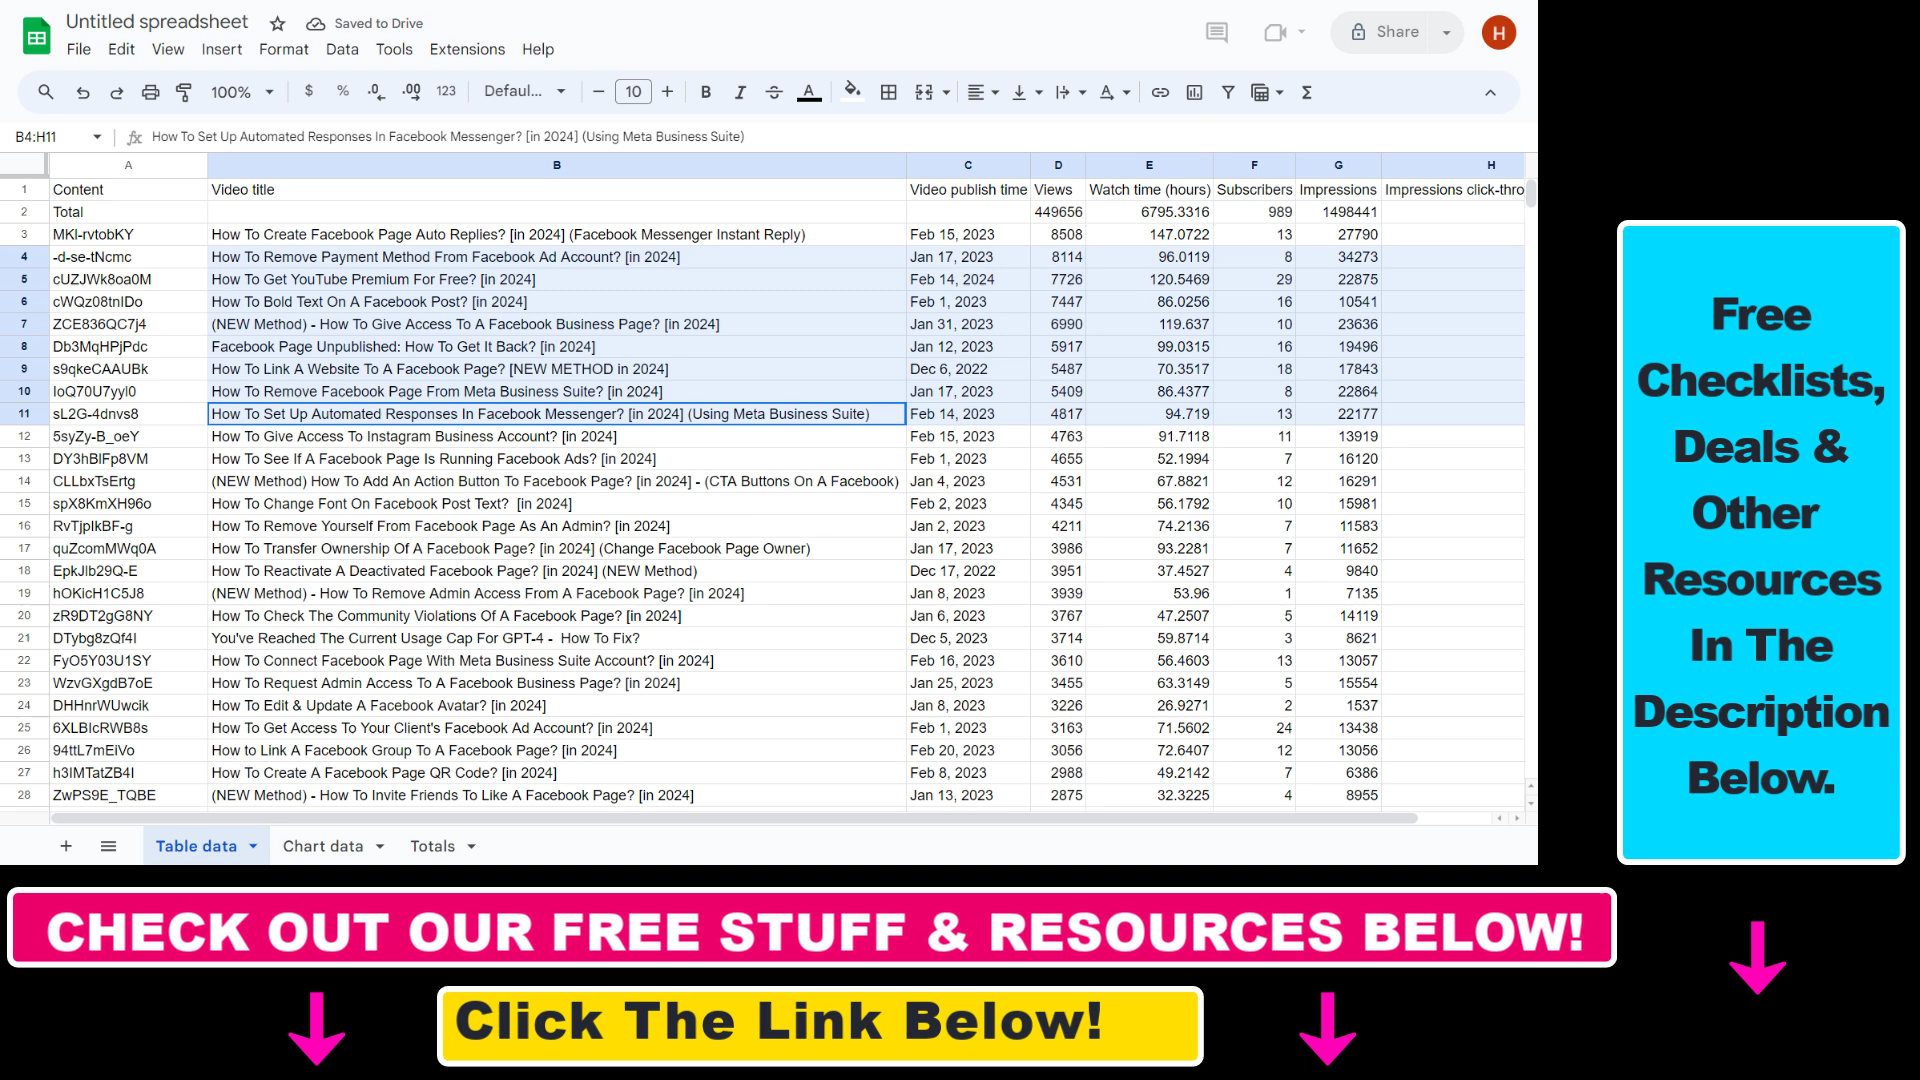 Untitled spreadsheet Saved to Drive
File Edit View Insert Format Data Tools Extensions Help
Share
H
100% $ % .0 .00 123 Defaul... 10 B I A
B4:H11 fx How To Set Up Automated Responses In Facebook Messenger? [in 2024] (Using Meta Business Suite)
A B C D E F G H
1 Content Video title Video publish time Views Watch time (hours) Subscribers Impressions Impressions click-thro
2 Total 449656 6795.3316 989 1498441
3 MKl-rvtobKY How To Create Facebook Page Auto Replies? [in 2024] (Facebook Messenger Instant Reply) Feb 15, 2023 8508 147.0722 13 27790
4 -d-se-tNcmc How To Remove Payment Method From Facebook Ad Account? [in 2024] Jan 17, 2023 8114 96.0119 8 34273
5 cUZJWk8oa0M How To Get YouTube Premium For Free? [in 2024] Feb 14, 2024 7726 120.5469 29 22875
6 cWQz08tnIDo How To Bold Text On A Facebook Post? [in 2024] Feb 1, 2023 7447 86.0256 16 10541
7 ZCE836QC7j4 (NEW Method) - How To Give Access To A Facebook Business Page? [in 2024] Jan 31, 2023 6990 119.637 10 23636
8 Db3MqHPjPdc Facebook Page Unpublished: How To Get It Back? [in 2024] Jan 12, 2023 5917 99.0315 16 19496
9 s9qkeCAAUBk How To Link A Website To A Facebook Page? [NEW METHOD in 2024] Dec 6, 2022 5487 70.3517 18 17843
10 IoQ70U7yyl0 How To Remove Facebook Page From Meta Business Suite? [in 2024] Jan 17, 2023 5409 86.4377 8 22864
11 sL2G-4dnvs8 How To Set Up Automated Responses In Facebook Messenger? [in 2024] (Using Meta Business Suite) Feb 14, 2023 4817 94.719 13 22177
12 5syZy-B_oeY How To Give Access To Instagram Business Account? [in 2024] Feb 15, 2023 4763 91.7118 11 13919
13 DY3hBlFp8VM How To See If A Facebook Page Is Running Facebook Ads? [in 2024] Feb 1, 2023 4655 52.1994 7 16120
14 CLLbxTsErtg (NEW Method) How To Add An Action Button To Facebook Page? [in 2024] - (CTA Buttons On A Facebook) Jan 4, 2023 4531 67.8821 12 16291
15 spX8KmXH96o How To Change Font On Facebook Post Text? [in 2024] Feb 2, 2023 4345 56.1792 10 15981
16 RvTjpIkBF-g How To Remove Yourself From Facebook Page As An Admin? [in 2024] Jan 2, 2023 4211 74.2136 7 11583
17 quZcomMWq0A How To Transfer Ownership Of A Facebook Page? [in 2024] (Change Facebook Page Owner) Jan 17, 2023 3986 93.2281 7 11652
18 EpkJlb29Q-E How To Reactivate A Deactivated Facebook Page? [in 2024] (NEW Method) Dec 17, 2022 3951 37.4527 4 9840
19 hOKicH1C5J8 (NEW Method) - How To Remove Admin Access From A Facebook Page? [in 2024] Jan 8, 2023 3939 53.96 1 7135
20 zR9DT2gG8NY How To Check The Community Violations Of A Facebook Page? [in 2024] Jan 6, 2023 3767 47.2507 5 14119
21 DTybg8zQf4I You've Reached The Current Usage Cap For GPT-4 - How To Fix? Dec 5, 2023 3714 59.8714 3 8621
22 FyO5Y03U1SY How To Connect Facebook Page With Meta Business Suite Account? [in 2024] Feb 16, 2023 3610 56.4603 13 13057
23 WzvGXgdB7oE How To Request Admin Access To A Facebook Business Page? [in 2024] Jan 25, 2023 3455 63.3149 5 15554
24 DHHnrWUwcik How To Edit & Update A Facebook Avatar? [in 2024] Jan 8, 2023 3226 26.9271 2 1537
25 6XLBIcRWB8s How To Get Access To Your Client's Facebook Ad Account? [in 2024] Feb 1, 2023 3163 71.5602 24 13438
26 94ttL7mEiVo How to Link A Facebook Group To A Facebook Page? [in 2024] Feb 20, 2023 3056 72.6407 12 13056
27 h3IMTatZB4I How To Create A Facebook Page QR Code? [in 2024] Feb 8, 2023 2988 49.2142 7 6386
28 ZwPS9E_TQBE (NEW Method) - How To Invite Friends To Like A Facebook Page? [in 2024] Jan 13, 2023 2875 32.3225 4 8955
Table data Chart data Totals
Free
Checklists,
Deals &
Other
Resources
In The
Description
Below.
CHECK OUT OUR FREE STUFF & RESOURCES BELOW!
Click The Link Below!